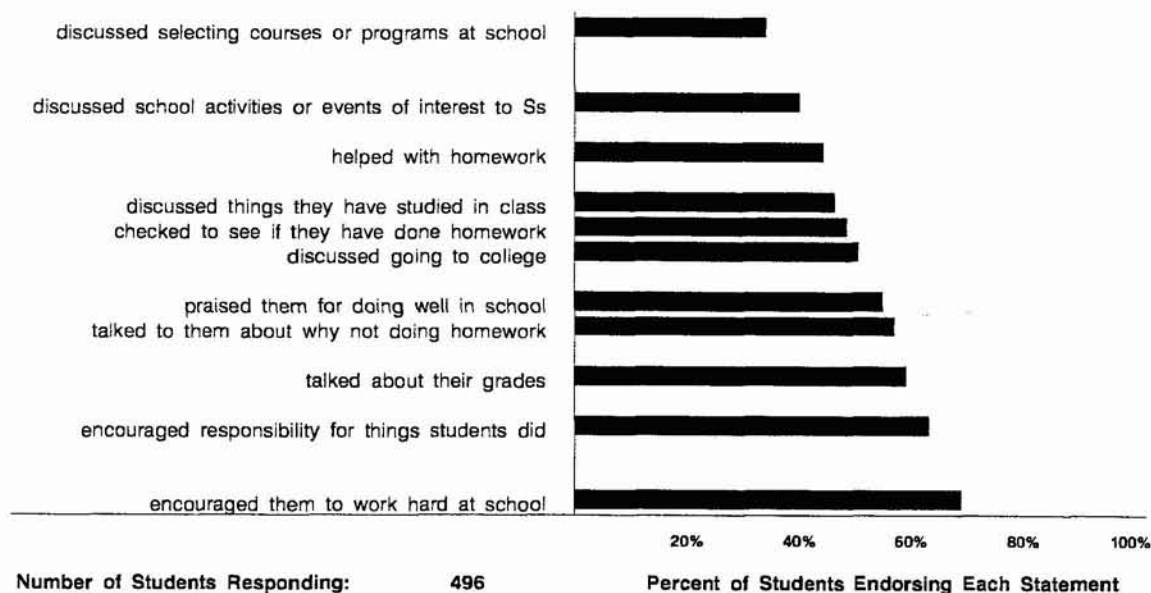 discussed selecting courses or programs at school
discussed school activities or events of interest to Ss
helped with homework
discussed things they have studied in class
checked to see if they have done homework
discussed going to college
praised them for doing well in school
talked to them about why not doing homework
talked about their grades
encouraged responsibility for things students did
encouraged them to work hard at school
20% 40% 60% 80% 100%
Number of Students Responding: 496 Percent of Students Endorsing Each Statement